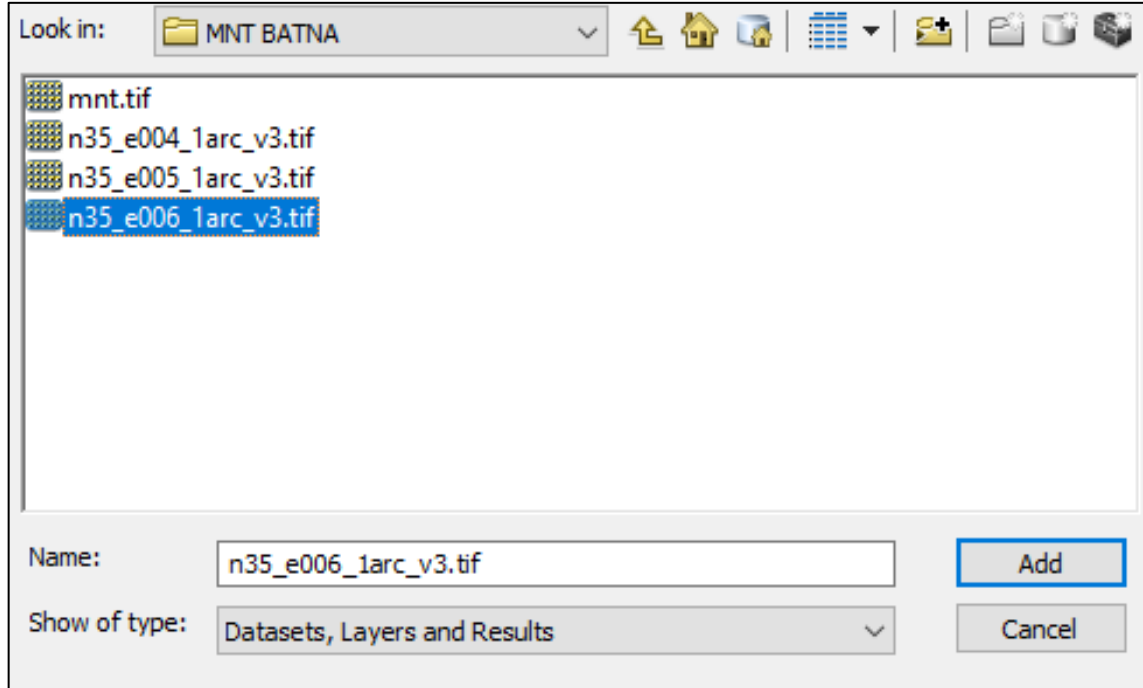 Look in: MNT BATNA
mnt.tif
n35_e004_1arc_v3.tif
n35_e005_1arc_v3.tif
n35_e006_1arc_v3.tif
Name: n35_e006_1arc_v3.tif
Add
Show of type: Datasets, Layers and Results
Cancel